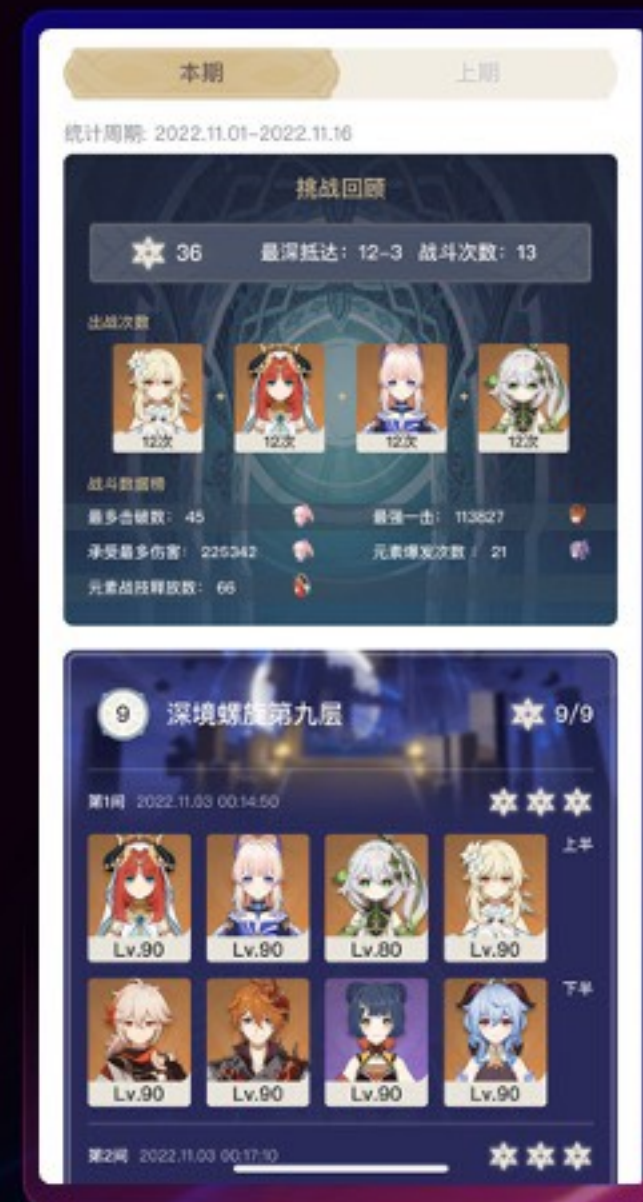 本期 上期
统计周期: 2022.11.01-2022.11.16
挑战回顾
36 最深抵达: 12-3 战斗次数: 13
出战次数
12次 12次 12次 12次
战斗数据榜
最多击破数: 45 最强一击: 113827
承受最多伤害: 225342 元素爆发次数: 21
元素战技释放数: 66
9 深境螺旋第九层 9/9
第1间 2022.11.03 00:14:50
上半
Lv.90 Lv.90 Lv.80 Lv.90
下半
Lv.90 Lv.90 Lv.90 Lv.90
第2间 2022.11.03 00:17:10